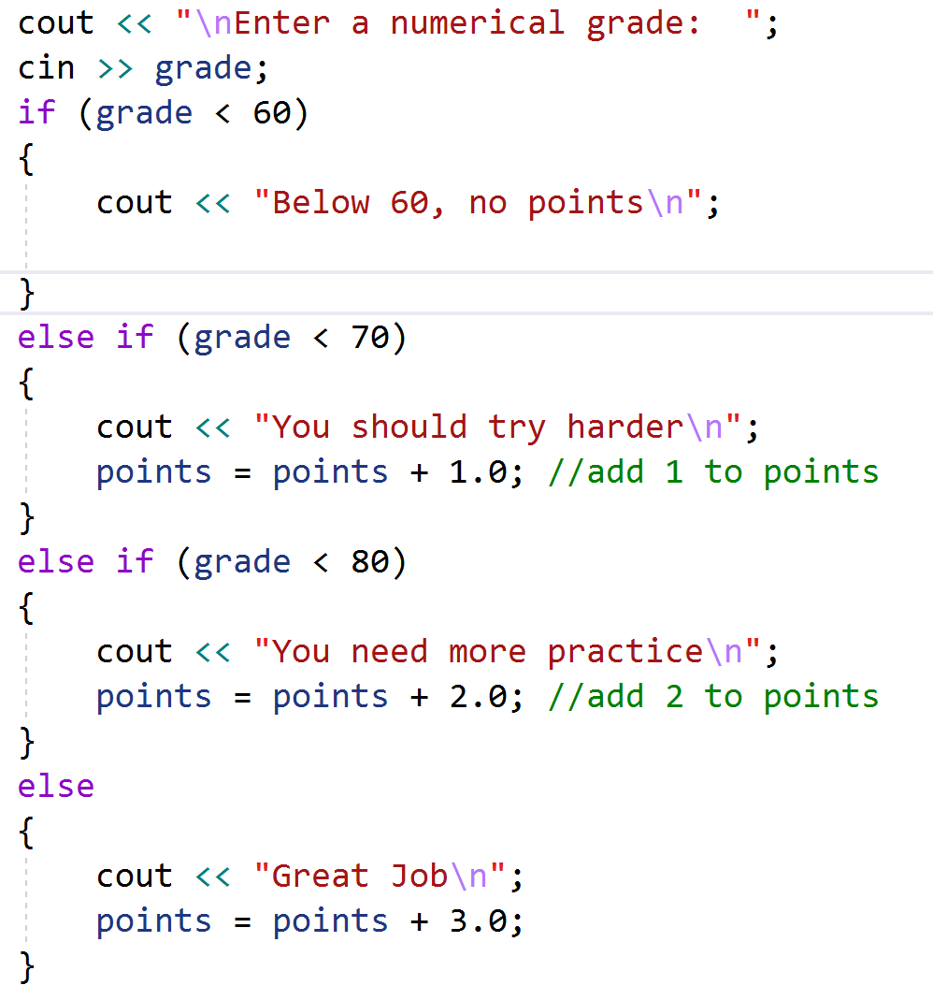 cout << "\nEnter a numerical grade:  ";
cin >> grade;
if (grade < 60)
{
    cout << "Below 60, no points\n";
}
else if (grade < 70)
{
    cout << "You should try harder\n";
    points = points + 1.0; //add 1 to points
}
else if (grade < 80)
{
    cout << "You need more practice\n";
    points = points + 2.0; //add 2 to points
}
else
{
    cout << "Great Job\n";
    points = points + 3.0;
}